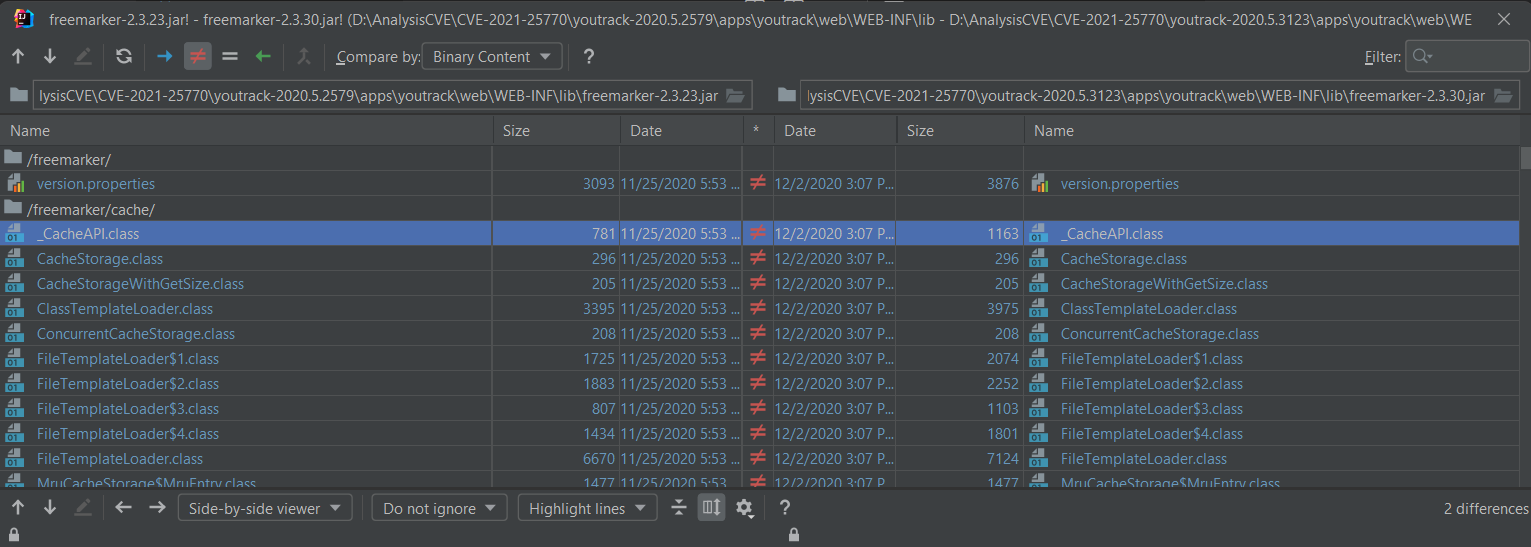 freemarker-2.3.23.jar! - freemarker-2.3.30.jar! (D:\AnalysisCVE\CVE-2021-25770\youtrack-2020.5.2579\apps\youtrack\web\WEB-INF\lib - D:\AnalysisCVE\CVE-2021-25770\youtrack-2020.5.3123\apps\youtrack\web\WE
Compare by: Binary Content ? Filter:
lysisCVE\CVE-2021-25770\youtrack-2020.5.2579\apps\youtrack\web\WEB-INF\lib\freemarker-2.3.23.jar lysisCVE\CVE-2021-25770\youtrack-2020.5.3123\apps\youtrack\web\WEB-INF\lib\freemarker-2.3.30.jar
Name Size Date * Date Size Name
/freemarker/
version.properties 3093 11/25/2020 5:53 ... ≠ 12/2/2020 3:07 P... 3876 version.properties
/freemarker/cache/
_CacheAPI.class 781 11/25/2020 5:53 ... ≠ 12/2/2020 3:07 P... 1163 _CacheAPI.class
CacheStorage.class 296 11/25/2020 5:53 ... ≠ 12/2/2020 3:07 P... 296 CacheStorage.class
CacheStorageWithGetSize.class 205 11/25/2020 5:53 ... ≠ 12/2/2020 3:07 P... 205 CacheStorageWithGetSize.class
ClassTemplateLoader.class 3395 11/25/2020 5:53 ... ≠ 12/2/2020 3:07 P... 3975 ClassTemplateLoader.class
ConcurrentCacheStorage.class 208 11/25/2020 5:53 ... ≠ 12/2/2020 3:07 P... 208 ConcurrentCacheStorage.class
FileTemplateLoader$1.class 1725 11/25/2020 5:53 ... ≠ 12/2/2020 3:07 P... 2074 FileTemplateLoader$1.class
FileTemplateLoader$2.class 1883 11/25/2020 5:53 ... ≠ 12/2/2020 3:07 P... 2252 FileTemplateLoader$2.class
FileTemplateLoader$3.class 807 11/25/2020 5:53 ... ≠ 12/2/2020 3:07 P... 1103 FileTemplateLoader$3.class
FileTemplateLoader$4.class 1434 11/25/2020 5:53 ... ≠ 12/2/2020 3:07 P... 1801 FileTemplateLoader$4.class
FileTemplateLoader.class 6670 11/25/2020 5:53 ... ≠ 12/2/2020 3:07 P... 7124 FileTemplateLoader.class
MruCacheStorage$MruEntry.class 1477 11/25/2020 5:53 ... ≠ 12/2/2020 3:07 P... 1477 MruCacheStorage$MruEntry.class
Side-by-side viewer Do not ignore Highlight lines ? 2 differences